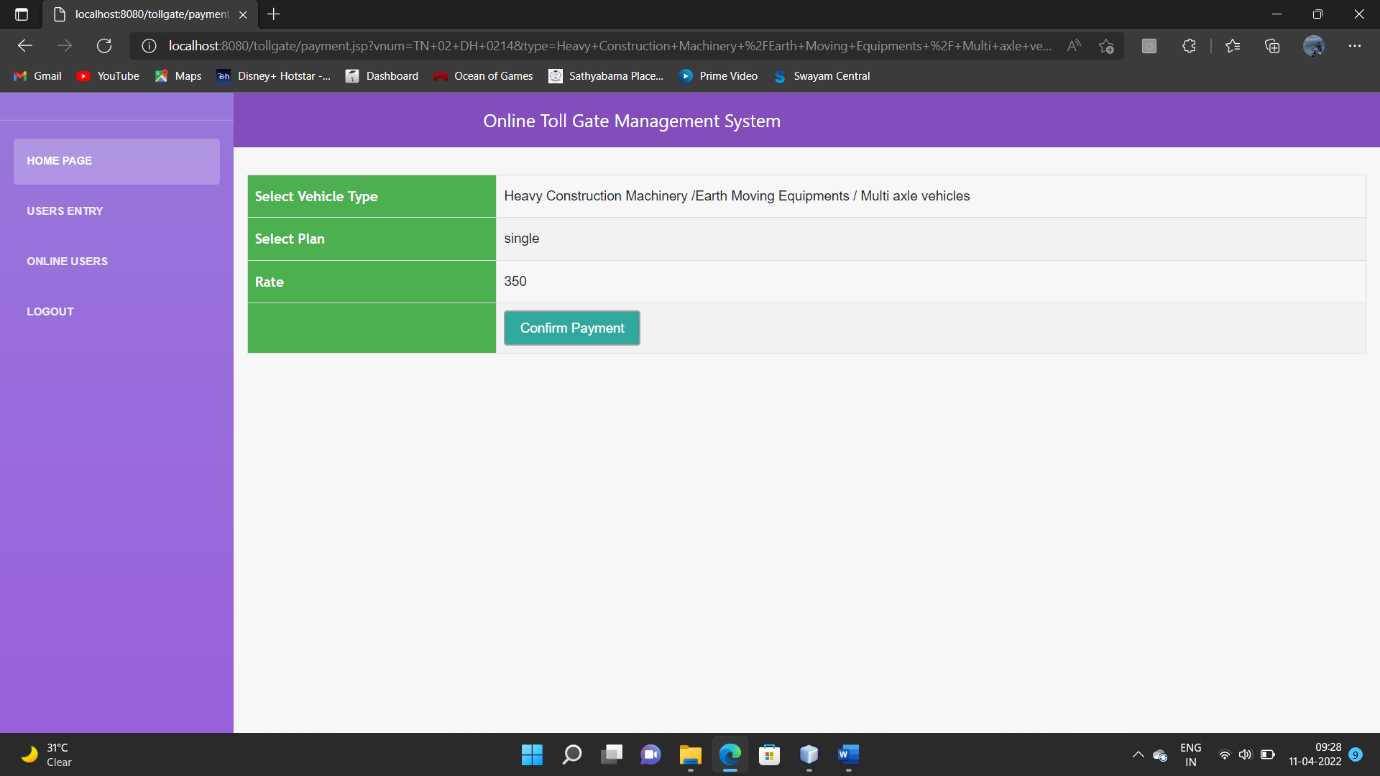 localhost:8080/tollgate/payment
localhost:8080/tollgate/payment.jsp?vnum=TN+02+DH+0214&type=Heavy+Construction+Machinery+%2FEarth+Moving+Equipments+%2F+Multi+axle+ve...
Gmail YouTube Maps Disney+ Hotstar -... Dashboard Ocean of Games Sathyabama Place... Prime Video Swayam Central
Online Toll Gate Management System
HOME PAGE
USERS ENTRY
ONLINE USERS
LOGOUT
Select Vehicle Type Heavy Construction Machinery /Earth Moving Equipments / Multi axle vehicles
Select Plan single
Rate 350
Confirm Payment
31°C
Clear
ENG
IN
09:28
11-04-2022
9